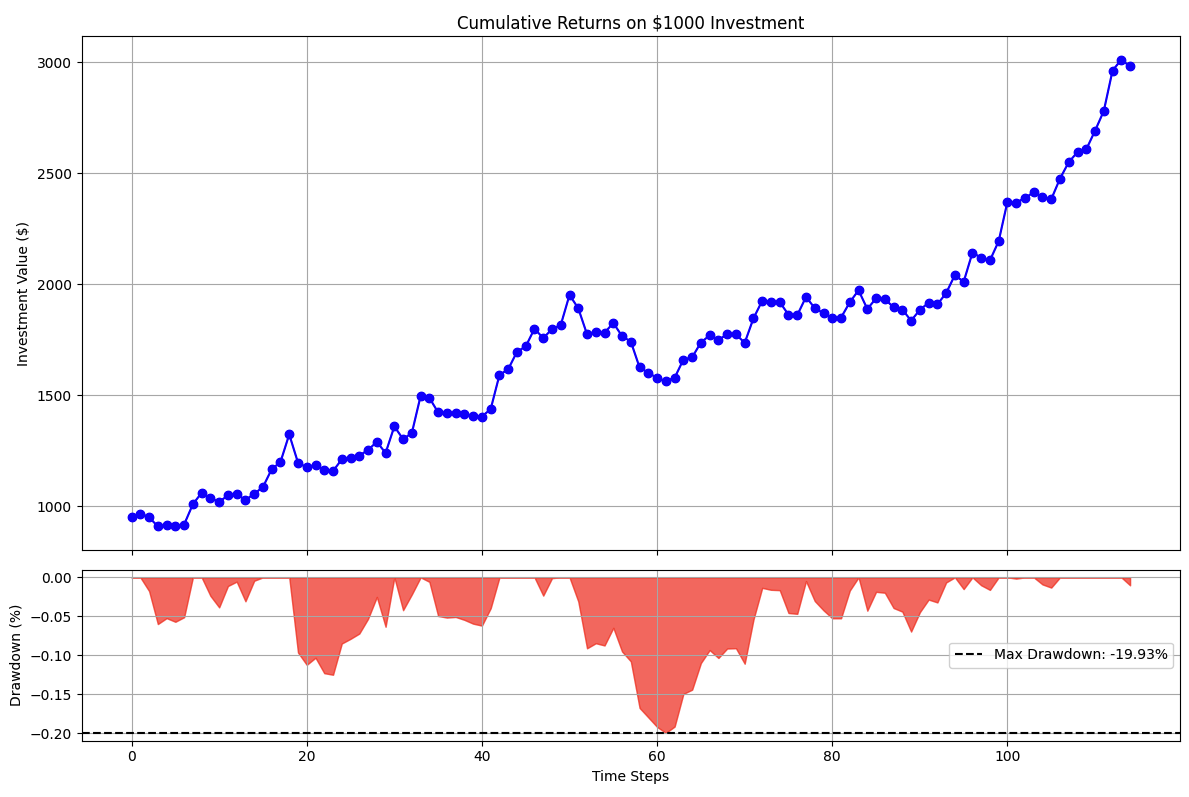 Cumulative Returns on $1000 Investment
3000
2500
2000
1500
1000
Investment Value ($)
0.00
−0.05
−0.10
−0.15
−0.20
Drawdown (%)
Max Drawdown: -19.93%
0 20 40 60 80 100
Time Steps